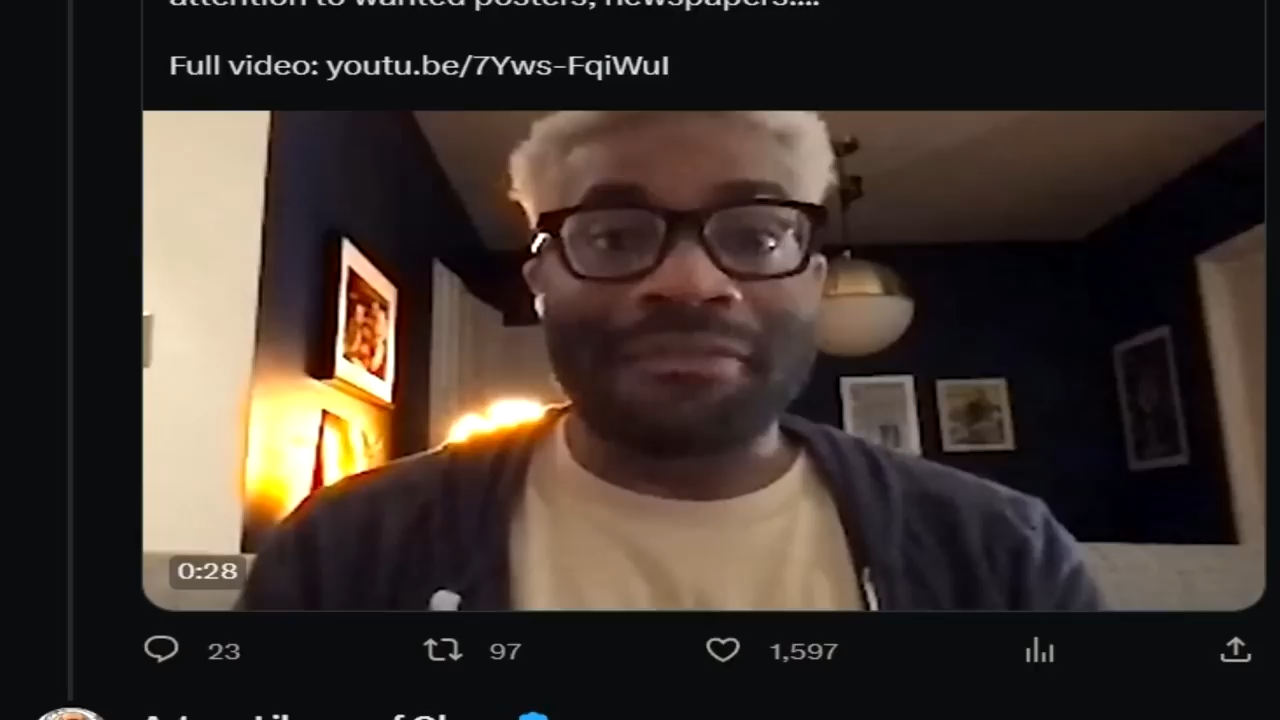 attention to wanted posters, newspapers....
Full video: youtu.be/7Yws-FqiWuI
0:28
23 97 1,597